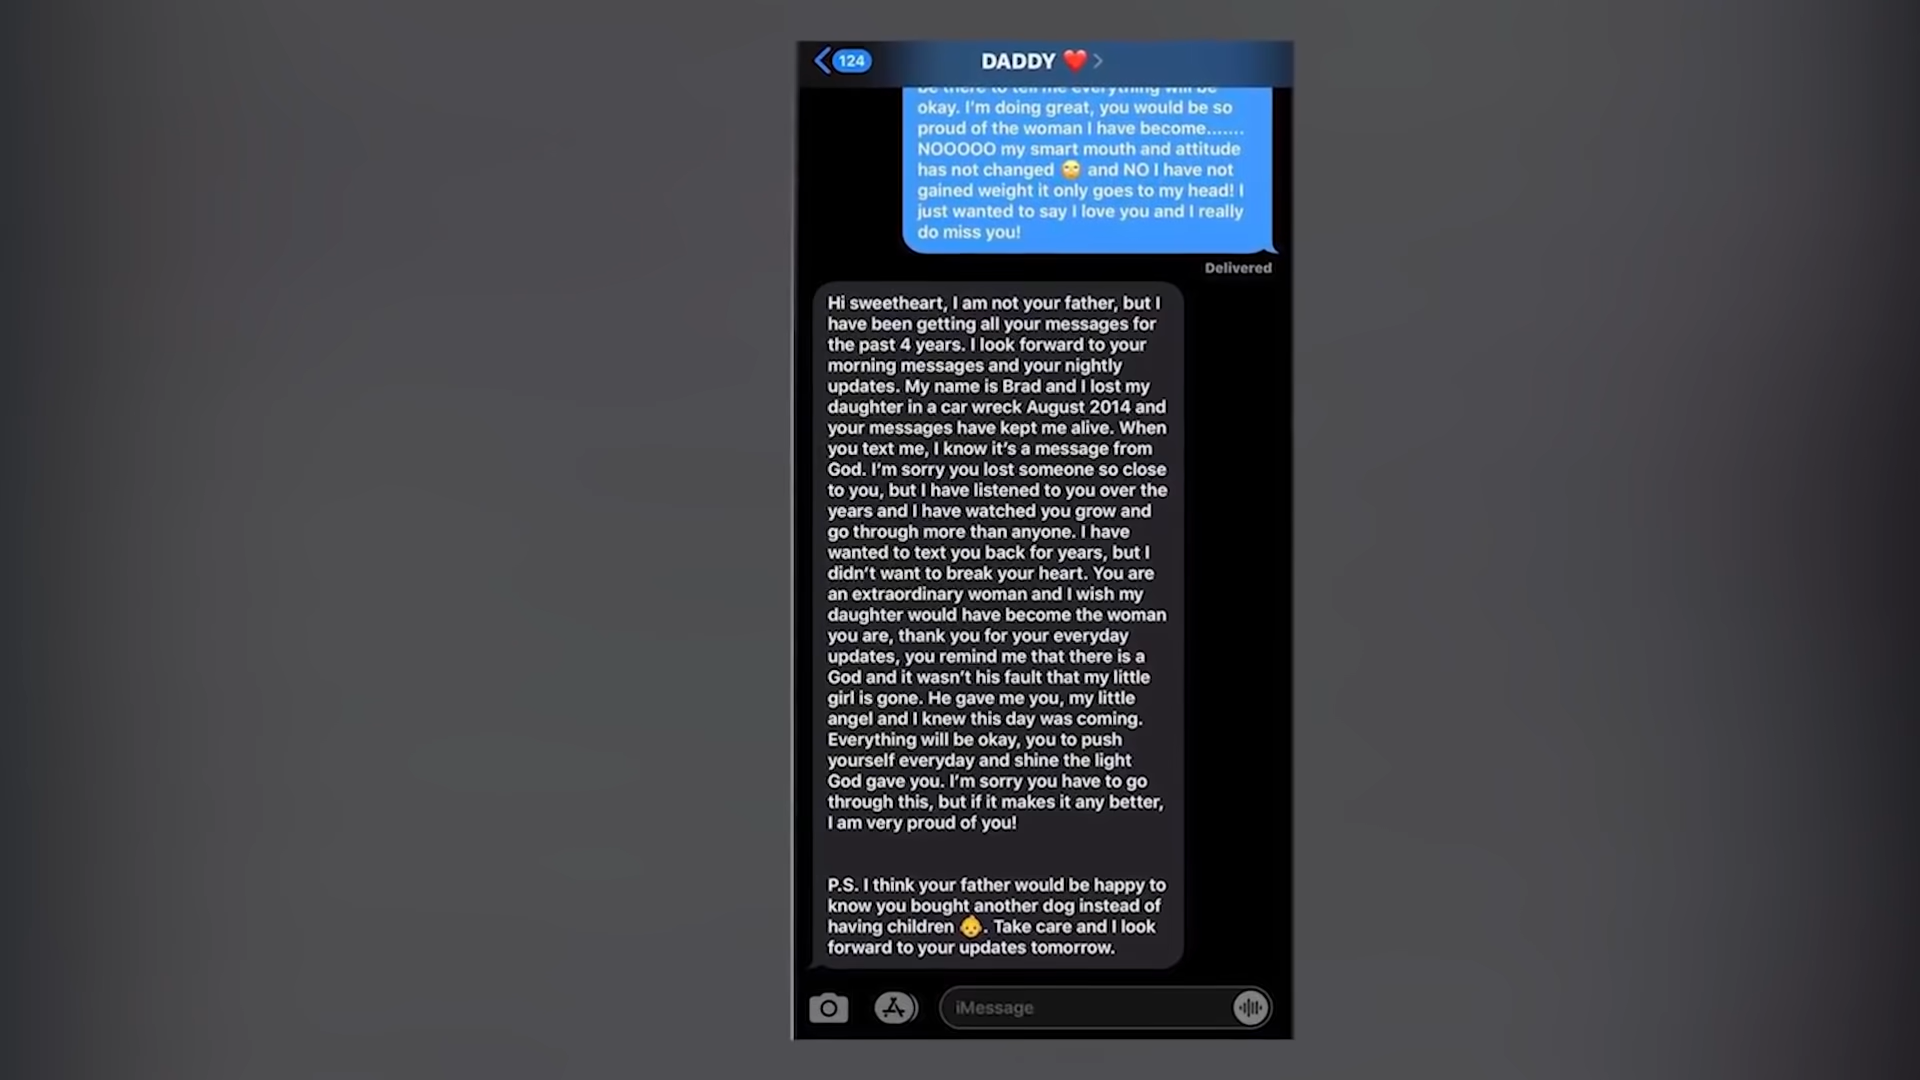 124
DADDY ❤️ >
be there to tell me everything will be
okay. I'm doing great, you would be so
proud of the woman I have become.......
NOOOOO my smart mouth and attitude
has not changed 🙄 and NO I have not
gained weight it only goes to my head! I
just wanted to say I love you and I really
do miss you!
Delivered
Hi sweetheart, I am not your father, but I
have been getting all your messages for
the past 4 years. I look forward to your
morning messages and your nightly
updates. My name is Brad and I lost my
daughter in a car wreck August 2014 and
your messages have kept me alive. When
you text me, I know it's a message from
God. I'm sorry you lost someone so close
to you, but I have listened to you over the
years and I have watched you grow and
go through more than anyone. I have
wanted to text you back for years, but I
didn't want to break your heart. You are
an extraordinary woman and I wish my
daughter would have become the woman
you are, thank you for your everyday
updates, you remind me that there is a
God and it wasn't his fault that my little
girl is gone. He gave me you, my little
angel and I knew this day was coming.
Everything will be okay, you to push
yourself everyday and shine the light
God gave you. I'm sorry you have to go
through this, but if it makes it any better,
I am very proud of you!
P.S. I think your father would be happy to
know you bought another dog instead of
having children 👶. Take care and I look
forward to your updates tomorrow.
iMessage